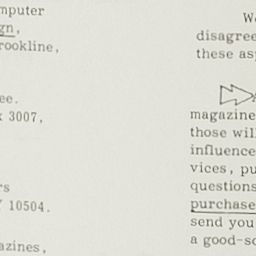 mputer
gn,
rookline,
ee.
x 3007,
rs
Y 10504.
azines,
We
disagree
these as
magazine
those wil
influence
vices, pu
questions
purchase
send you
a good-s